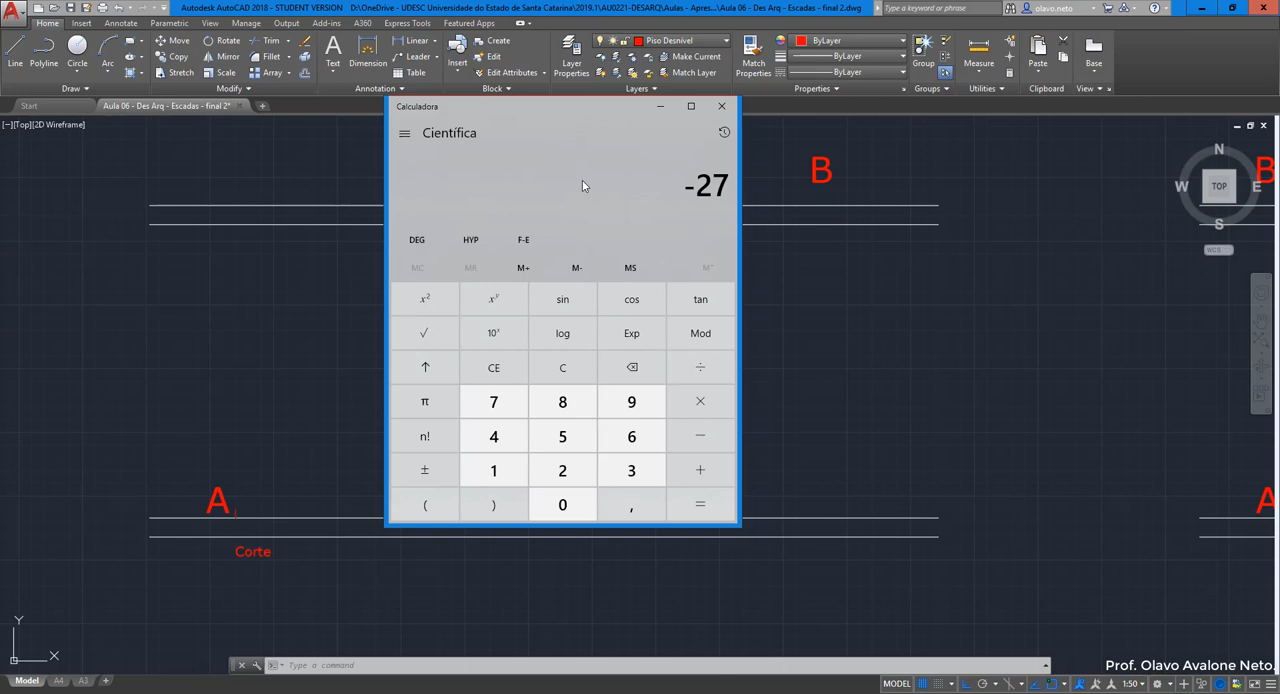 Autodesk AutoCAD 2018 - STUDENT VERSION D:\OneDrive - UDESC Universidade do Estado de Santa Catarina\2019.1\AU0221-DESARQ\Aulas - Apres... Aula 06 - Des Arq - Escadas - final 2.dwg
Type a keyword or phrase
olavo.neto
Home Insert Annotate Parametric View Manage Output Add-ins A360 Express Tools Featured Apps
Line Polyline Circle Arc
Move Rotate Trim
Copy Mirror Fillet
Stretch Scale Array
Text Dimension
Linear
Leader
Table
Insert
Create
Edit
Edit Attributes
Layer Properties
Piso Desnível
Make Current
Match Layer
Match Properties
ByLayer
ByLayer
ByLayer
Group
Measure
Paste
Base
Draw Modify Annotation Block Layers Properties Groups Utilities Clipboard View
Start Aula 06 - Des Arq - Escadas - final 2*
[−][Top][2D Wireframe]
Calculadora
Científica
-27
DEG HYP F-E
MC MR M+ M- MS M˅
x² xʸ sin cos tan
√ 10ˣ log Exp Mod
↑ CE C ÷
π 7 8 9 ×
n! 4 5 6 −
± 1 2 3 +
( ) 0 , =
B
B
N
W TOP E
S
WCS
A
A
Corte
Y
X
Type a command
Prof. Olavo Avalone Neto.
Model A4 A3 +
MODEL 1:50